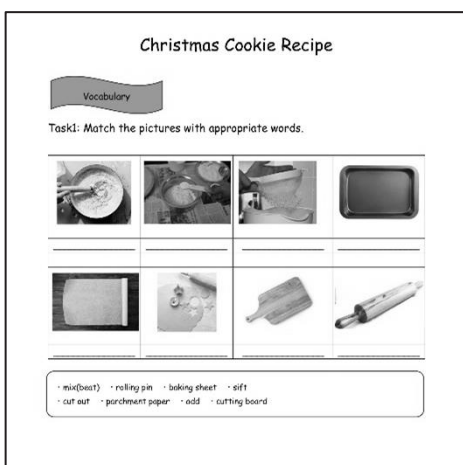 Christmas Cookie Recipe
Vocabulary
Task1: Match the pictures with appropriate words.
· mix(beat) · rolling pin · baking sheet · sift
· cut out · parchment paper · add · cutting board